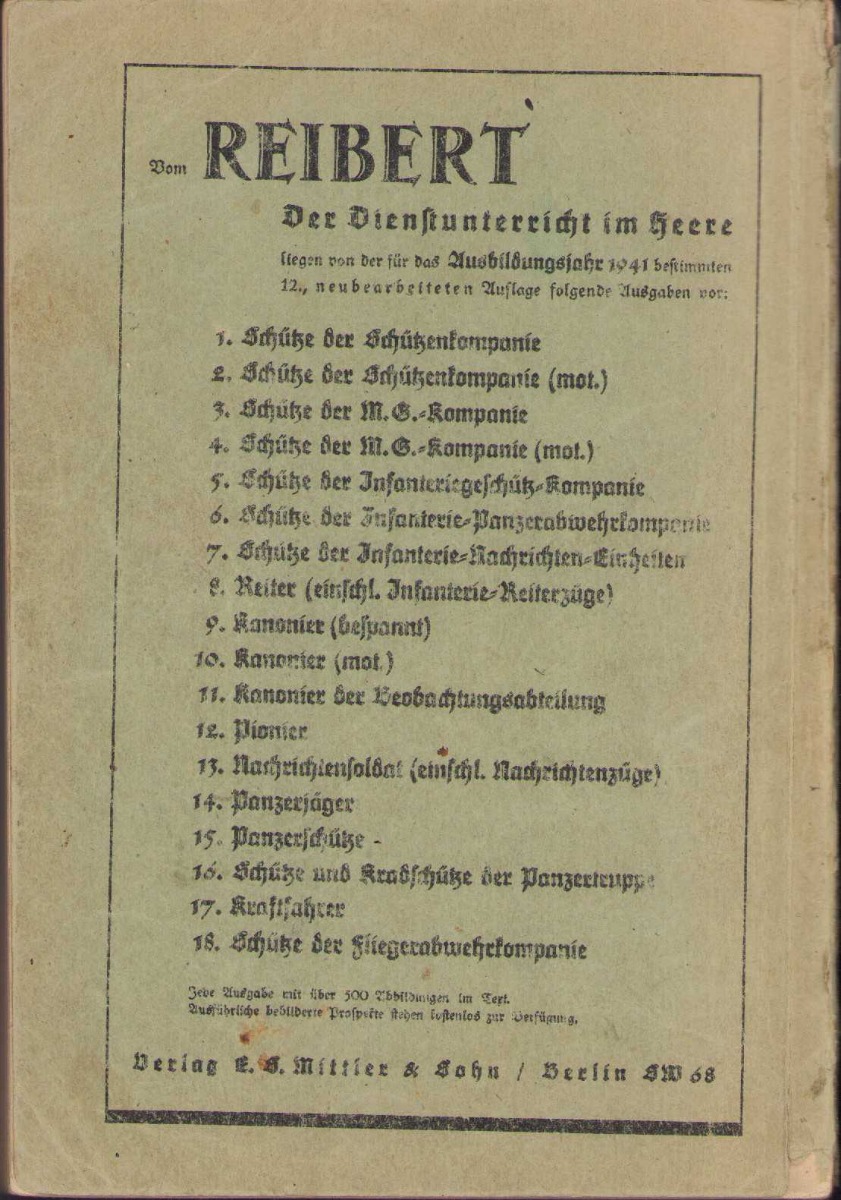 Vom REIBERT
Der Dienstunterricht im Heere
liegen von der für das Ausbildungsjahr 1941 bestimmten
12., neubearbeiteten Auflage folgende Ausgaben vor:
1. Schütze der Schützenkompanie
2. Schütze der Schützenkompanie (mot.)
3. Schütze der M.G.-Kompanie
4. Schütze der M.G.-Kompanie (mot.)
5. Schütze der Infanteriegeschütz-Kompanie
6. Schütze der Infanterie-Panzerabwehrkompanie
7. Schütze der Infanterie-Nachrichten-Einheiten
8. Reiter (einschl. Infanterie-Reiterzüge)
9. Kanonier (bespannt)
10. Kanonier (mot.)
11. Kanonier der Beobachtungsabteilung
12. Pionier
13. Nachrichtensoldat (einschl. Nachrichtenzüge)
14. Panzerjäger
15. Panzerschütze -
16. Schütze und Kradschütze der Panzertruppe
17. Kraftfahrer
18. Schütze der Fliegerabwehrkompanie
Jede Ausgabe mit über 500 Abbildungen im Text.
Ausführliche bebilderte Prospekte stehen kostenlos zur Verfügung.
Verlag E. S. Mittler & Sohn / Berlin SW 68